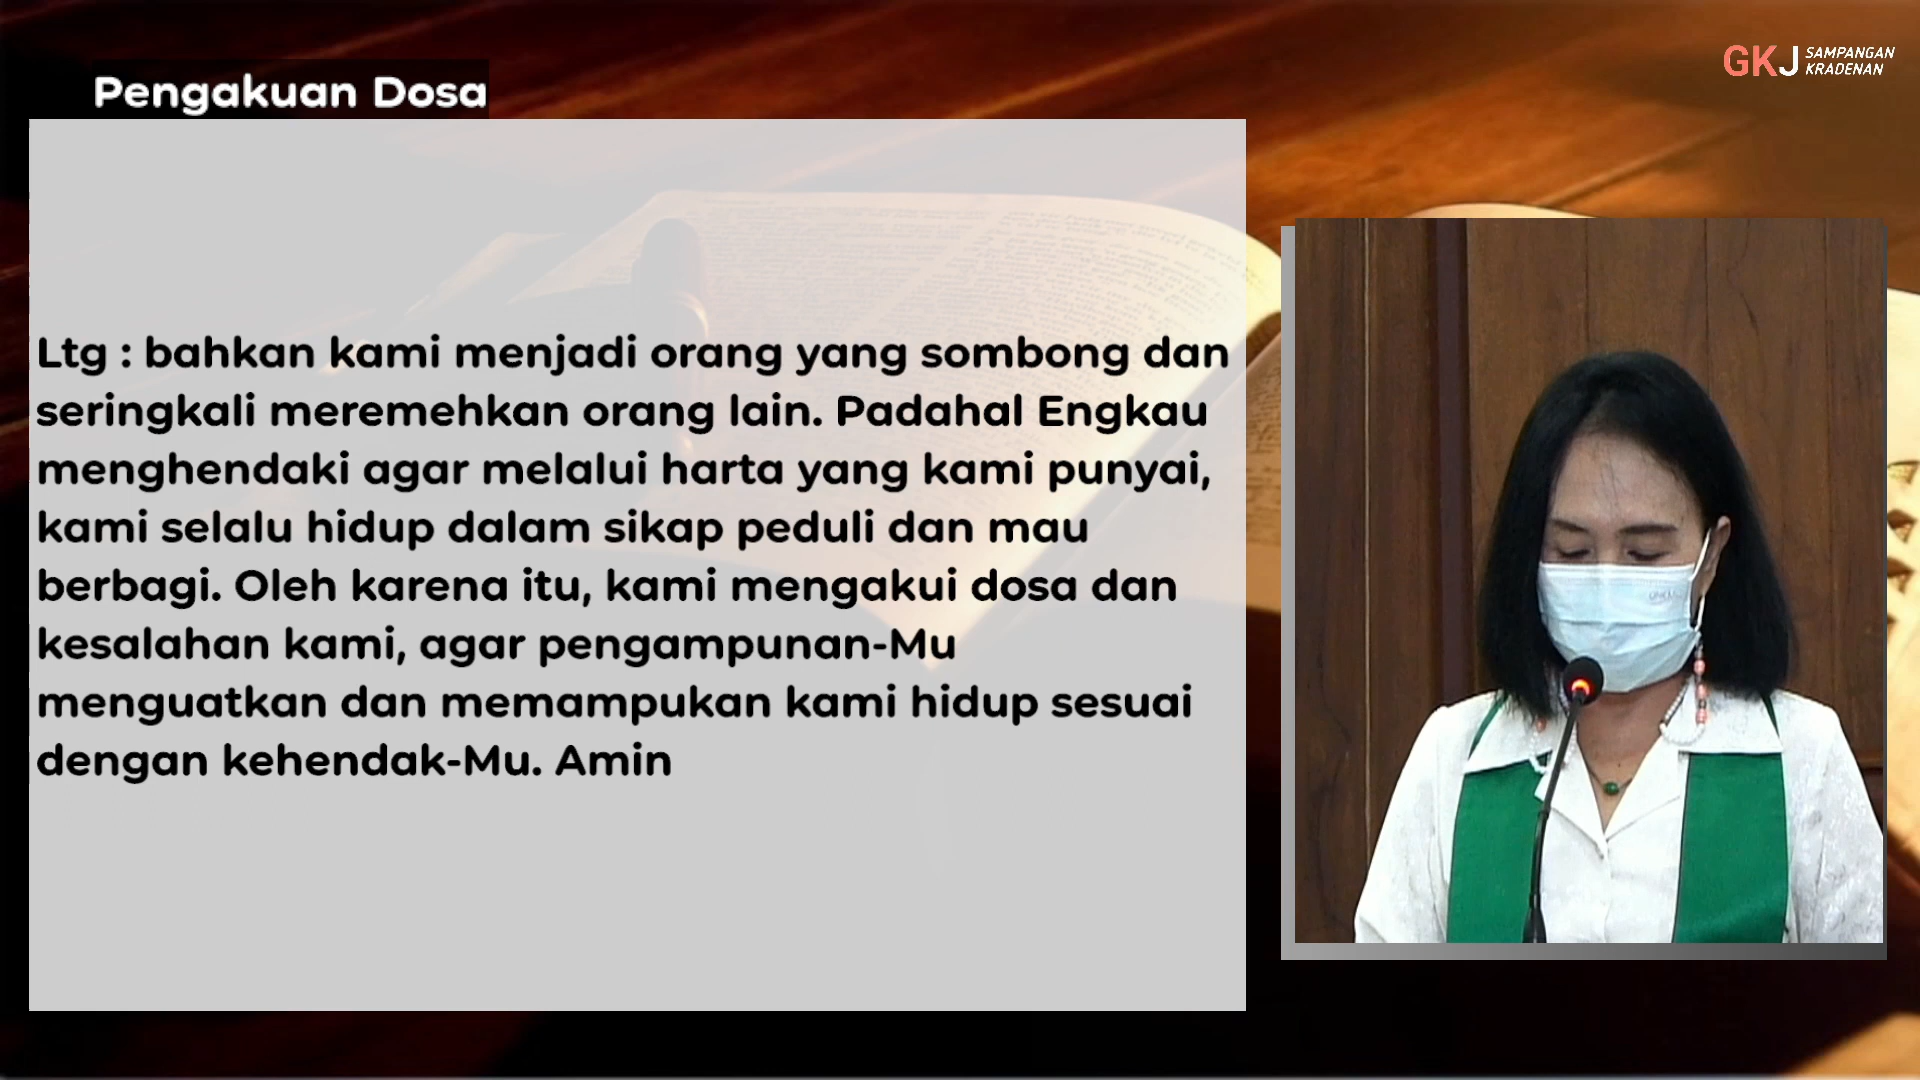 Pengakuan Dosa
GKJ SAMPANGAN
KRADENAN
Ltg : bahkan kami menjadi orang yang sombong dan
seringkali meremehkan orang lain. Padahal Engkau
menghendaki agar melalui harta yang kami punyai,
kami selalu hidup dalam sikap peduli dan mau
berbagi. Oleh karena itu, kami mengakui dosa dan
kesalahan kami, agar pengampunan-Mu
menguatkan dan memampukan kami hidup sesuai
dengan kehendak-Mu. Amin